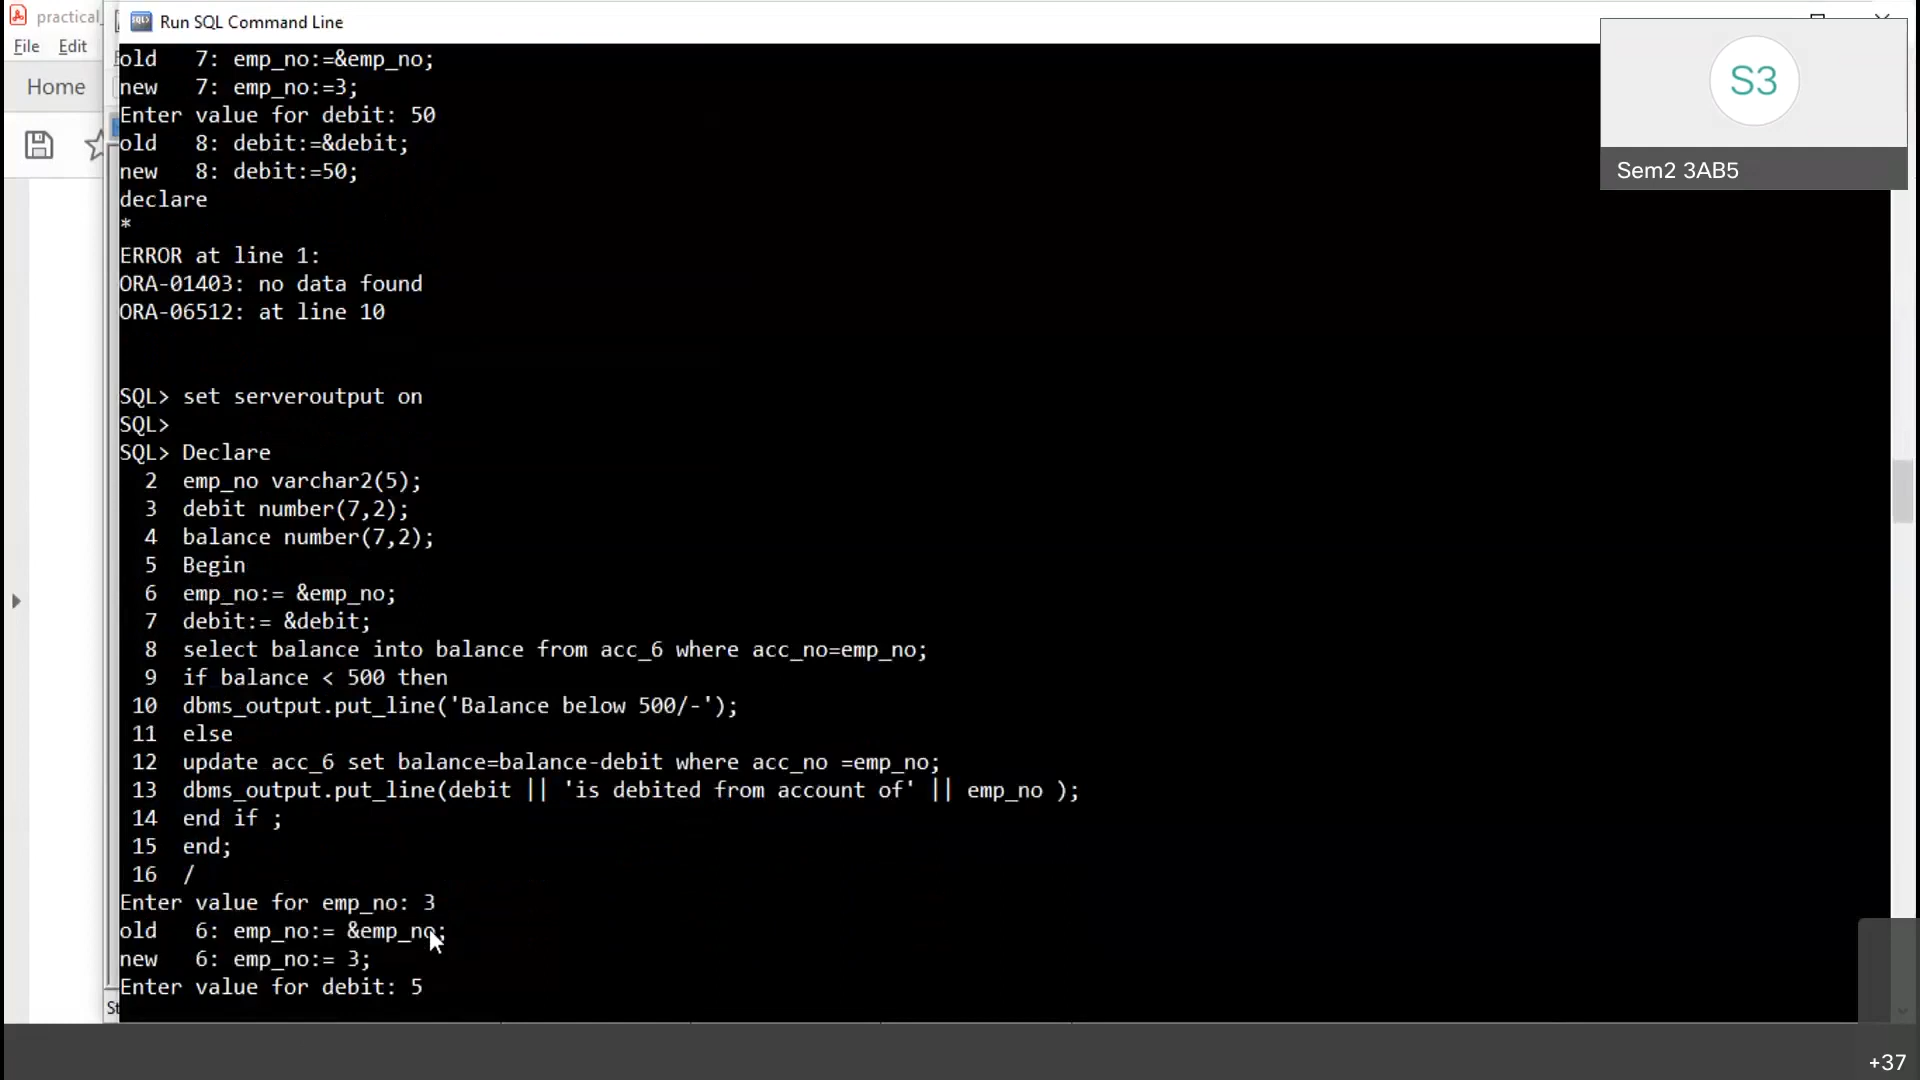 practical_
Run SQL Command Line
File Edit
Home
old   7: emp_no:=&emp_no;
new   7: emp_no:=3;
Enter value for debit: 50
old   8: debit:=&debit;
new   8: debit:=50;
declare
*
ERROR at line 1:
ORA-01403: no data found
ORA-06512: at line 10
SQL> set serveroutput on
SQL>
SQL> Declare
  2  emp_no varchar2(5);
  3  debit number(7,2);
  4  balance number(7,2);
  5  Begin
  6  emp_no:= &emp_no;
  7  debit:= &debit;
  8  select balance into balance from acc_6 where acc_no=emp_no;
  9  if balance < 500 then
 10  dbms_output.put_line('Balance below 500/-');
 11  else
 12  update acc_6 set balance=balance-debit where acc_no =emp_no;
 13  dbms_output.put_line(debit || 'is debited from account of' || emp_no );
 14  end if ;
 15  end;
 16  /
Enter value for emp_no: 3
old   6: emp_no:= &emp_no;
new   6: emp_no:= 3;
Enter value for debit: 5
St
S3
Sem2 3AB5
+37